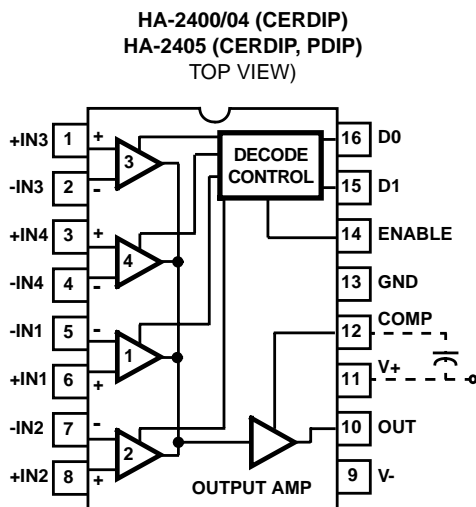 HA-2400/04 (CERDIP)
HA-2405 (CERDIP, PDIP)
TOP VIEW)
+IN3 1 + 3 DECODE CONTROL 16 D0
-IN3 2 - 15 D1
+IN4 3 + 4 14 ENABLE
-IN4 4 - 13 GND
-IN1 5 - 1 12 COMP
+IN1 6 + 11 V+
-IN2 7 - 2 10 OUT
+IN2 8 + OUTPUT AMP 9 V-